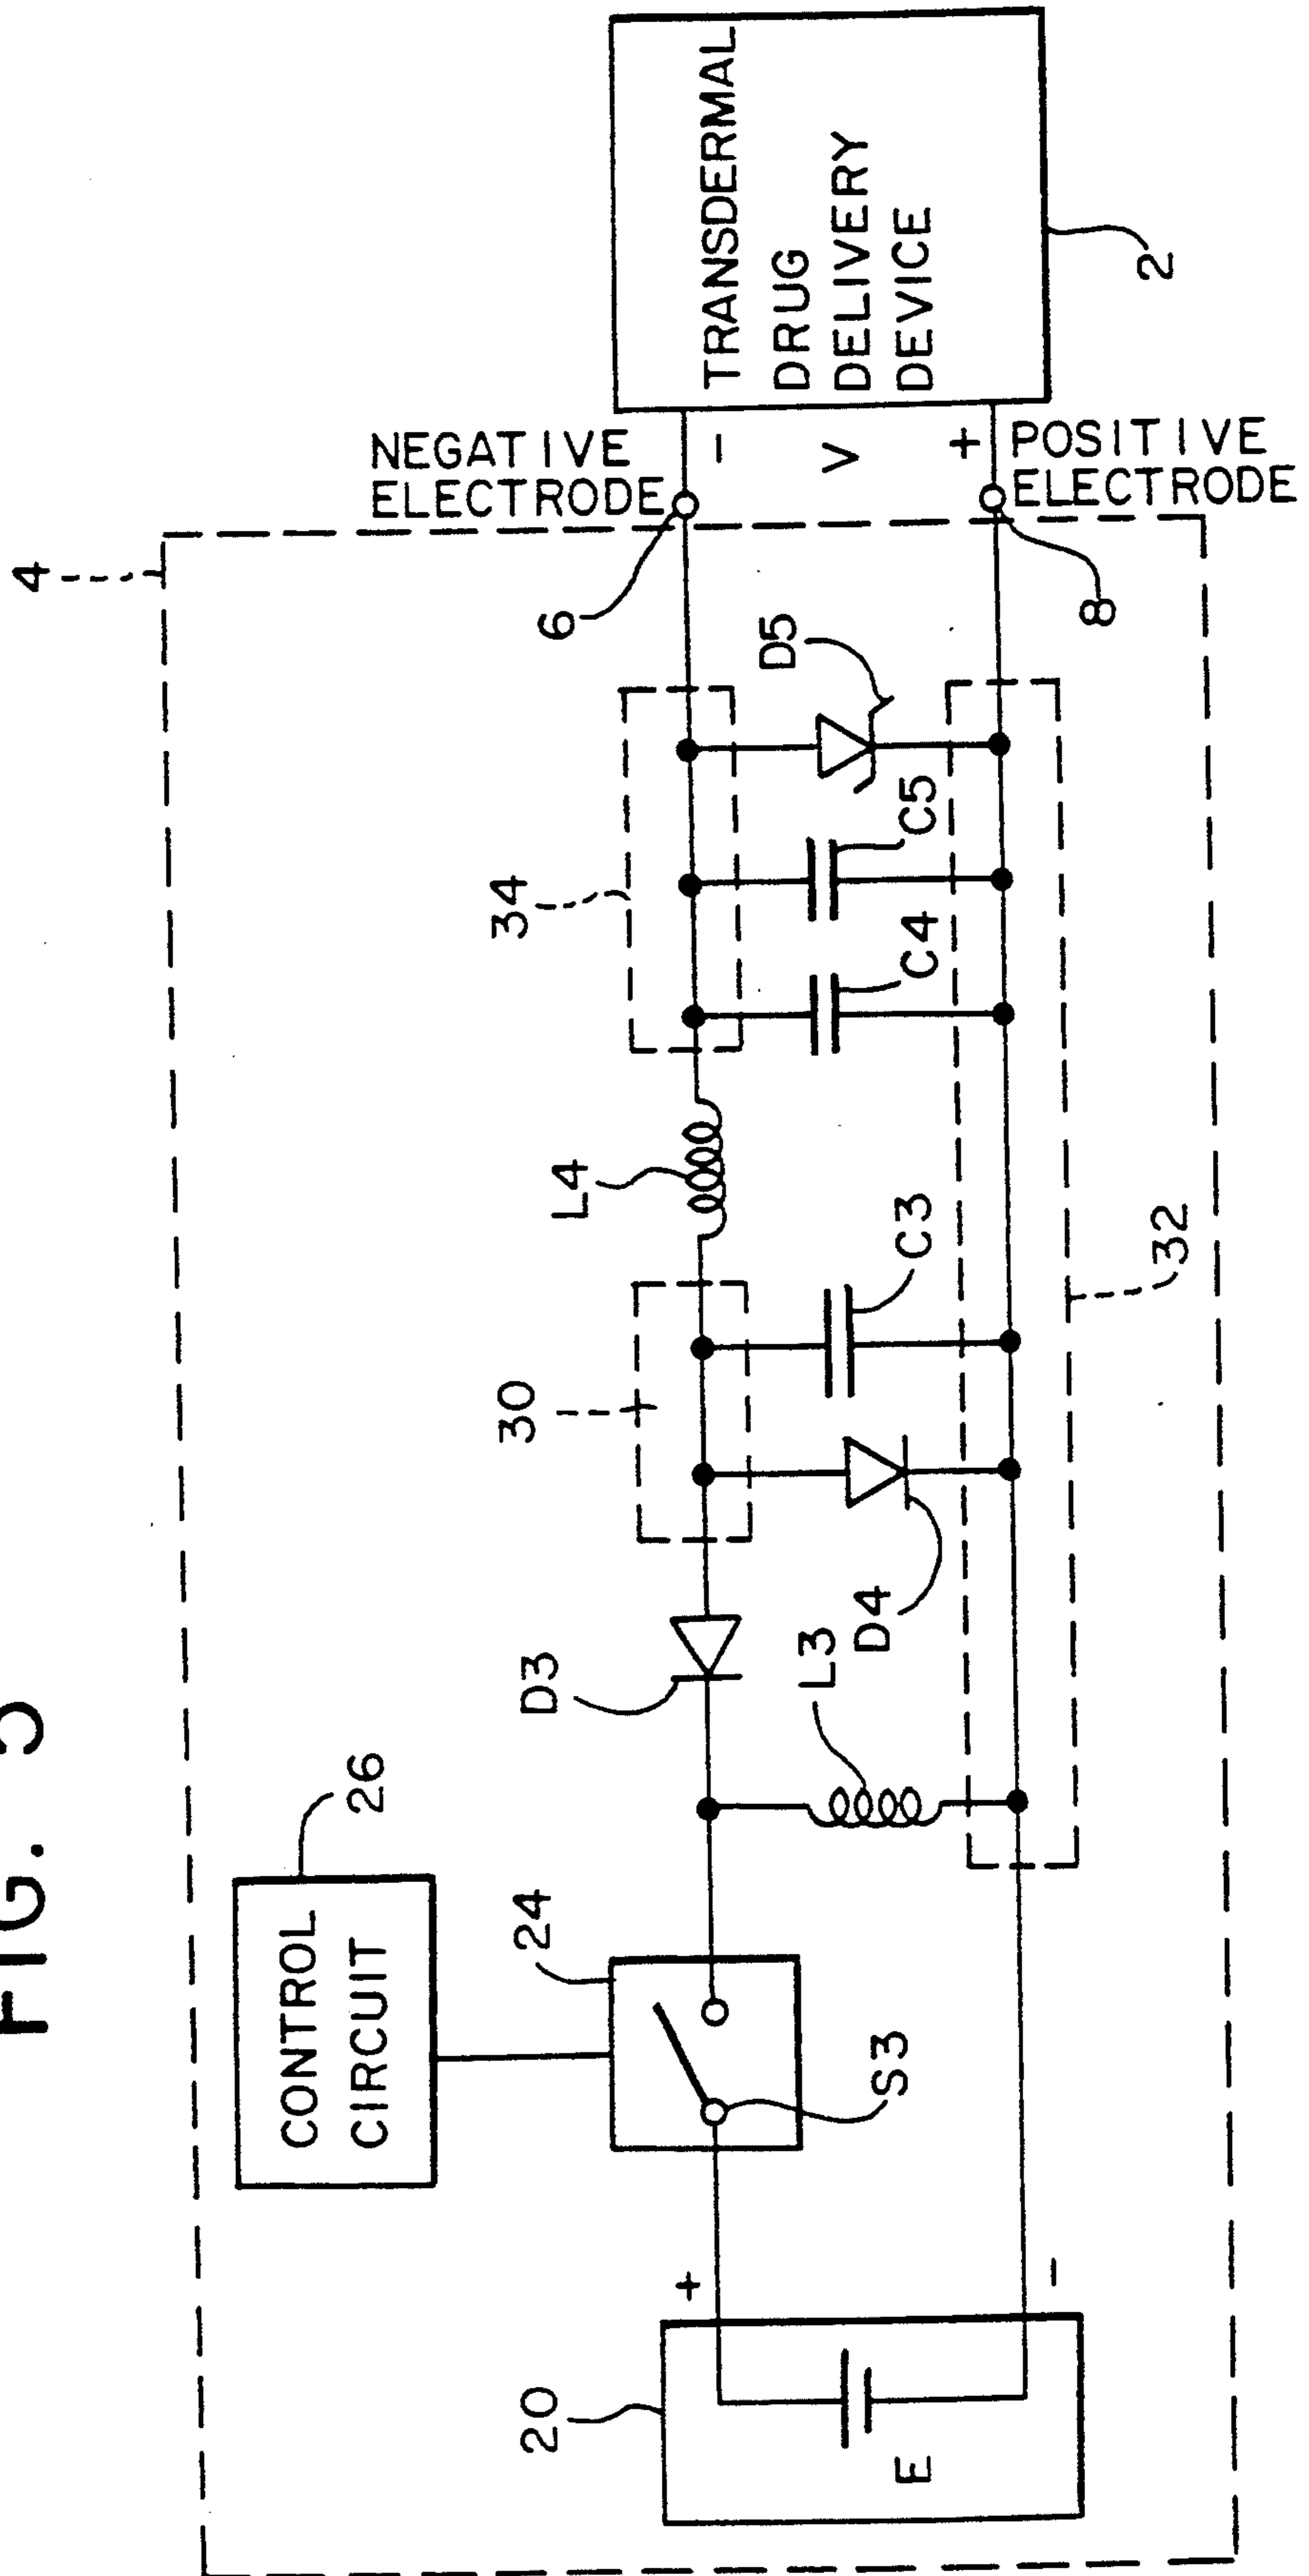 FIG. 5
4
CONTROL
CIRCUIT
26
20
E
+
-
24
S3
D3
L3
D4
30
C3
L4
34
C4
C5
D5
32
6
8
NEGATIVE
ELECTRODE
-
V
+
POSITIVE
ELECTRODE
TRANSDERMAL
DRUG
DELIVERY
DEVICE
2